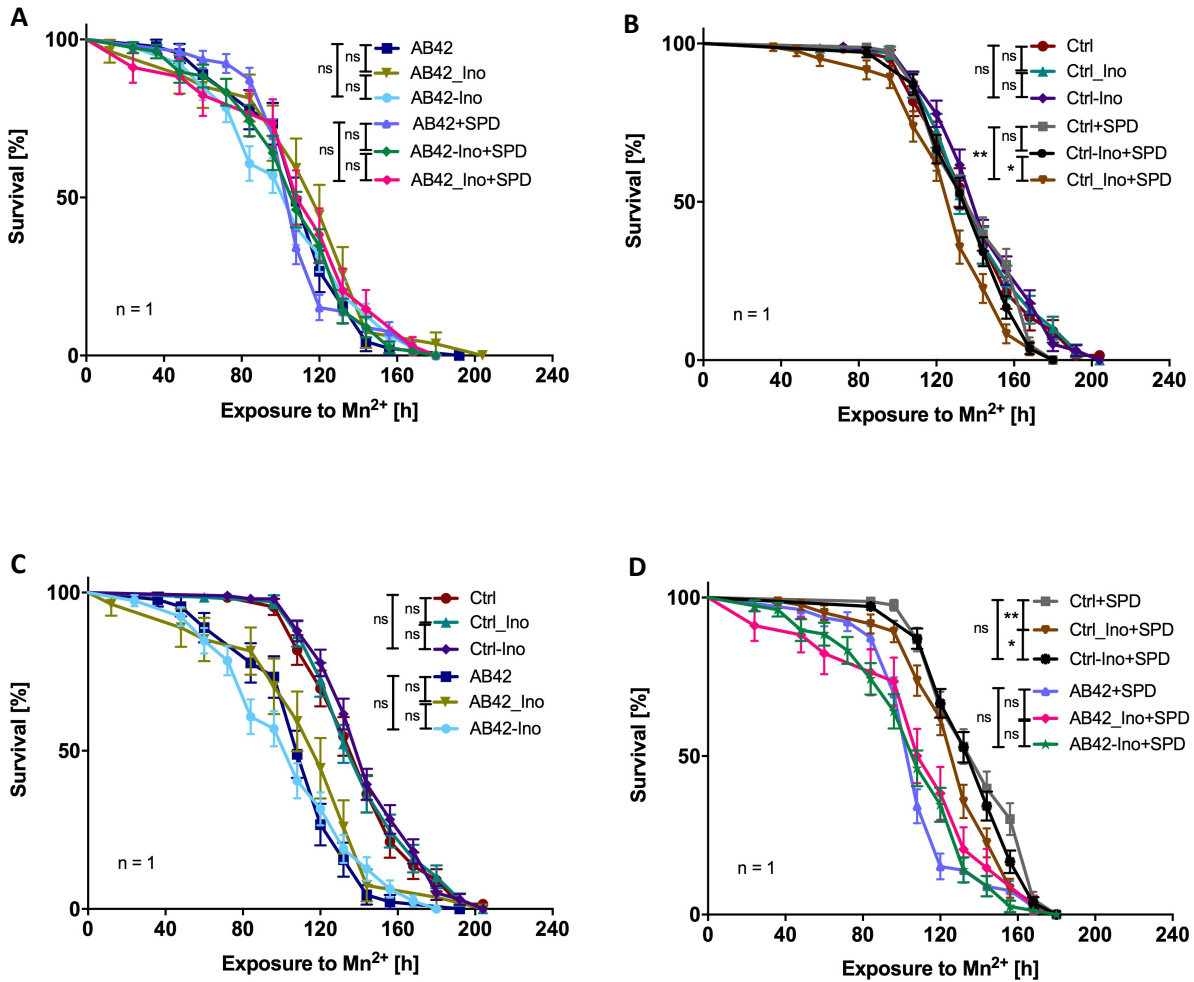 A
Survival [%]
100
50
0
0 40 80 120 160 200 240
Exposure to Mn²⁺ [h]
n = 1
ns
ns
ns
AB42
AB42_Ino
AB42-Ino
ns
ns
ns
AB42+SPD
AB42-Ino+SPD
AB42_Ino+SPD
B
Survival [%]
100
50
0
0 40 80 120 160 200 240
Exposure to Mn²⁺ [h]
n = 1
ns
ns
ns
Ctrl
Ctrl_Ino
Ctrl-Ino
**
ns
*
Ctrl+SPD
Ctrl-Ino+SPD
Ctrl_Ino+SPD
C
Survival [%]
100
50
0
0 40 80 120 160 200 240
Exposure to Mn²⁺ [h]
n = 1
ns
ns
ns
Ctrl
Ctrl_Ino
Ctrl-Ino
ns
ns
ns
AB42
AB42_Ino
AB42-Ino
D
Survival [%]
100
50
0
0 40 80 120 160 200 240
Exposure to Mn²⁺ [h]
n = 1
ns
**
*
Ctrl+SPD
Ctrl_Ino+SPD
Ctrl-Ino+SPD
ns
ns
ns
AB42+SPD
AB42_Ino+SPD
AB42-Ino+SPD